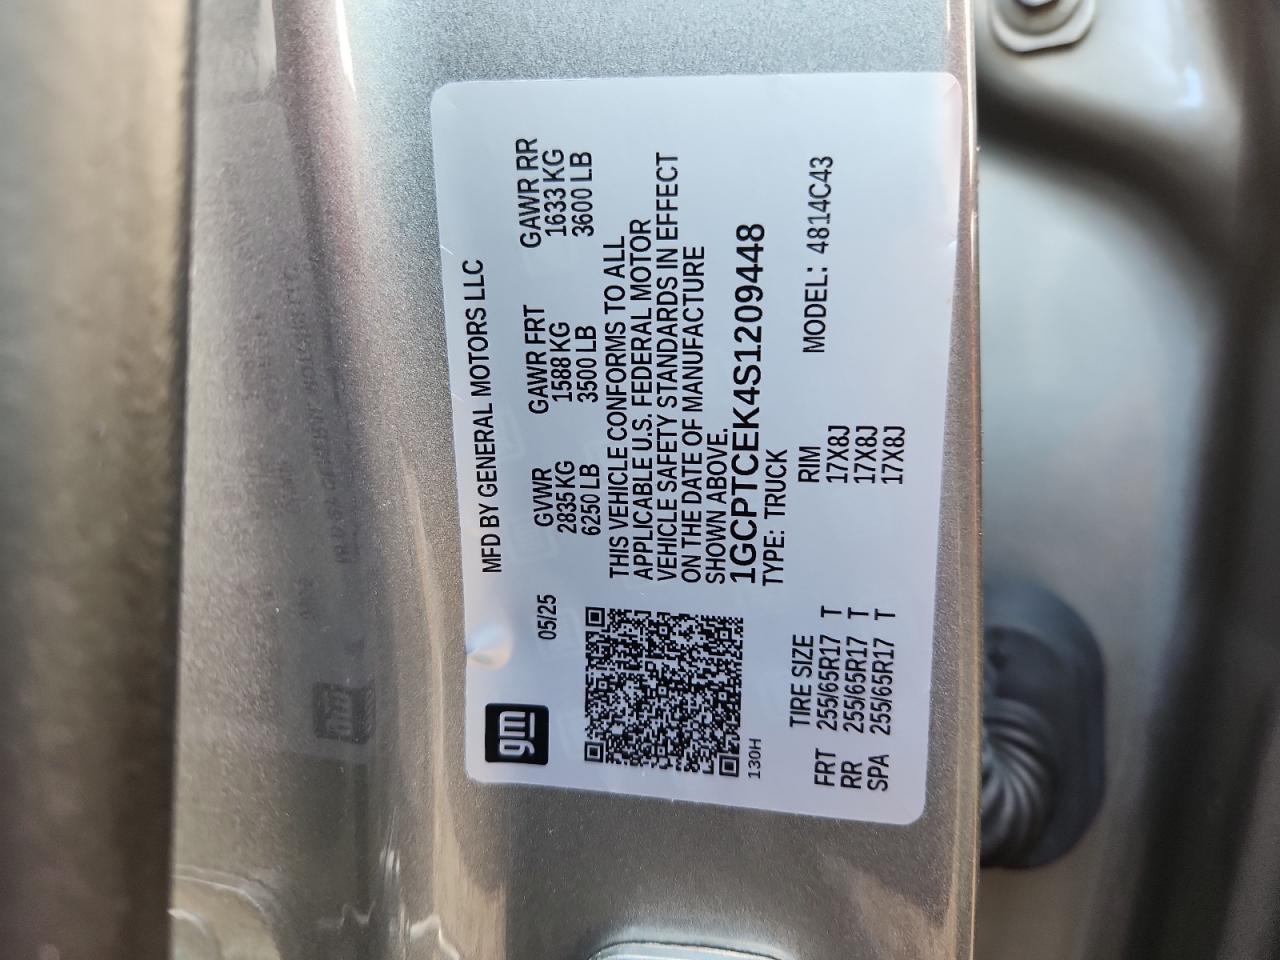 gm
MFD BY GENERAL MOTORS LLC
05/25
GVWR GAWR FRT GAWR RR
2835 KG 1588 KG 1633 KG
6250 LB 3500 LB 3600 LB
THIS VEHICLE CONFORMS TO ALL
APPLICABLE U.S. FEDERAL MOTOR
VEHICLE SAFETY STANDARDS IN EFFECT
ON THE DATE OF MANUFACTURE
SHOWN ABOVE.
1GCPTCEK4S1209448
TYPE: TRUCK
130H
TIRE SIZE RIM MODEL: 4814C43
FRT 255/65R17 T 17X8J
RR 255/65R17 T 17X8J
SPA 255/65R17 T 17X8J